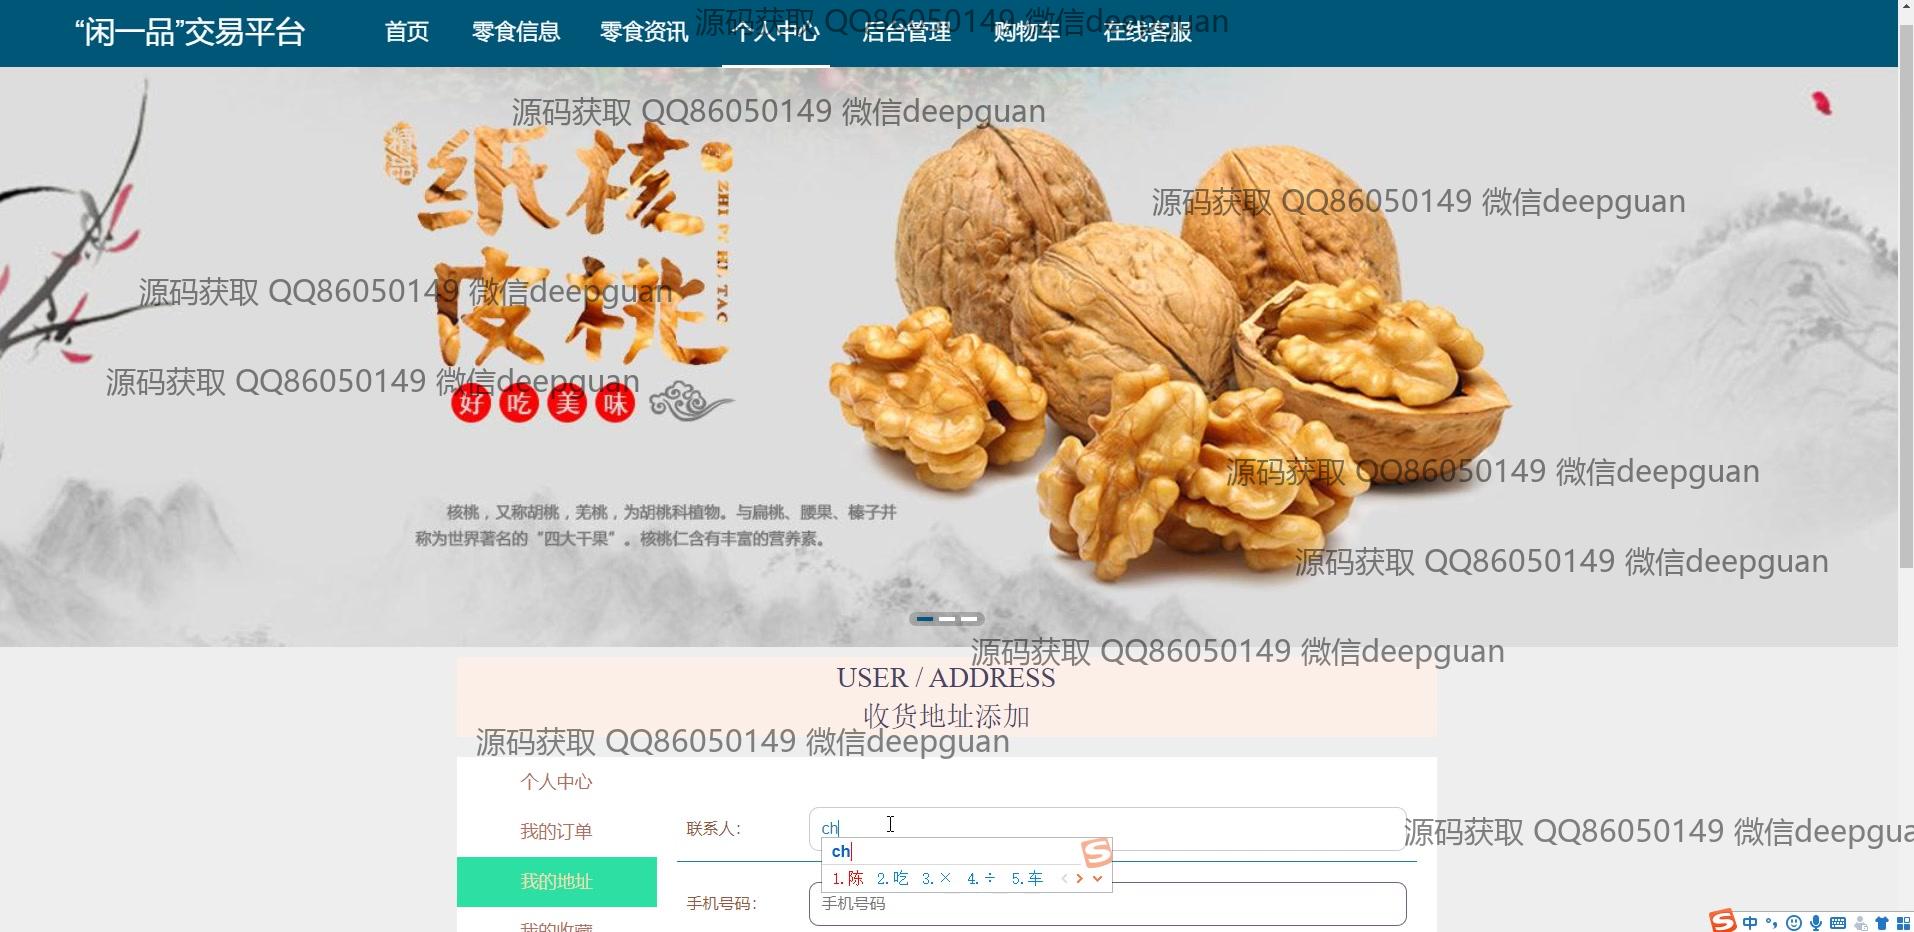 “闲一品”交易平台 首页 零食信息 零食资讯 个人中心 后台管理 购物车 在线客服
源码获取 QQ86050149 微信deepguan
源码获取 QQ86050149 微信deepguan
精品
纸核
皮桃
源码获取 QQ86050149 微信deepguan
源码获取 QQ86050149 微信deepguan
源码获取 QQ86050149 微信deepguan
好吃美味
源码获取 QQ86050149 微信deepguan
核桃，又称胡桃，羌桃，为胡桃科植物。与扁桃、腰果、榛子并
称为世界著名的“四大干果”。核桃仁含有丰富的营养素。
源码获取 QQ86050149 微信deepguan
源码获取 QQ86050149 微信deepguan
USER / ADDRESS
收货地址添加
源码获取 QQ86050149 微信deepguan
个人中心
我的订单
联系人： ch
源码获取 QQ86050149 微信deepgua
ch
1.陈 2.吃 3.× 4.÷ 5.车
我的地址
手机号码： 手机号码
我的收藏
中